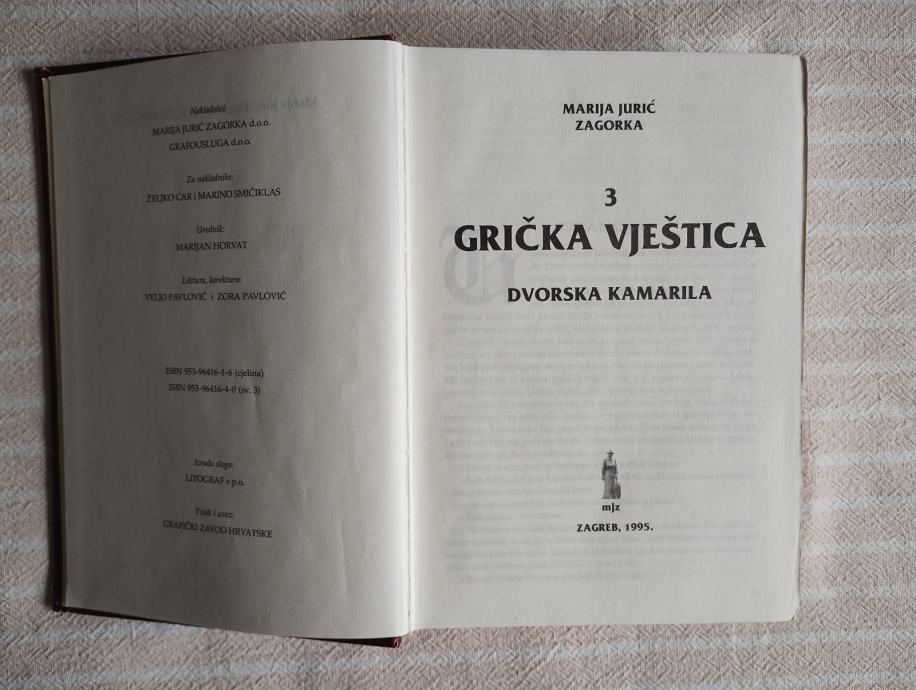 Nakladnici:
MARIJA JURIĆ ZAGORKA d.o.o.
GRAFOUSLUGA d.o.o.
Za nakladnike:
ŽELJKO CAR i MARINO SMIČIKLAS
Urednik:
MARIJAN HORVAT
Lektura, korektura:
VELJO PAVLOVIĆ i ZORA PAVLOVIĆ
ISBN 953-96416-1-6 (cjelina)
ISBN 953-96416-4-0 (sv. 3)
Izrada sloga:
LITOGRAF s p.o.
Tisak i uvez:
GRAFIČKI ZAVOD HRVATSKE
MARIJA JURIĆ
ZAGORKA
3
GRIČKA VJEŠTICA
DVORSKA KAMARILA
mjz
ZAGREB, 1995.